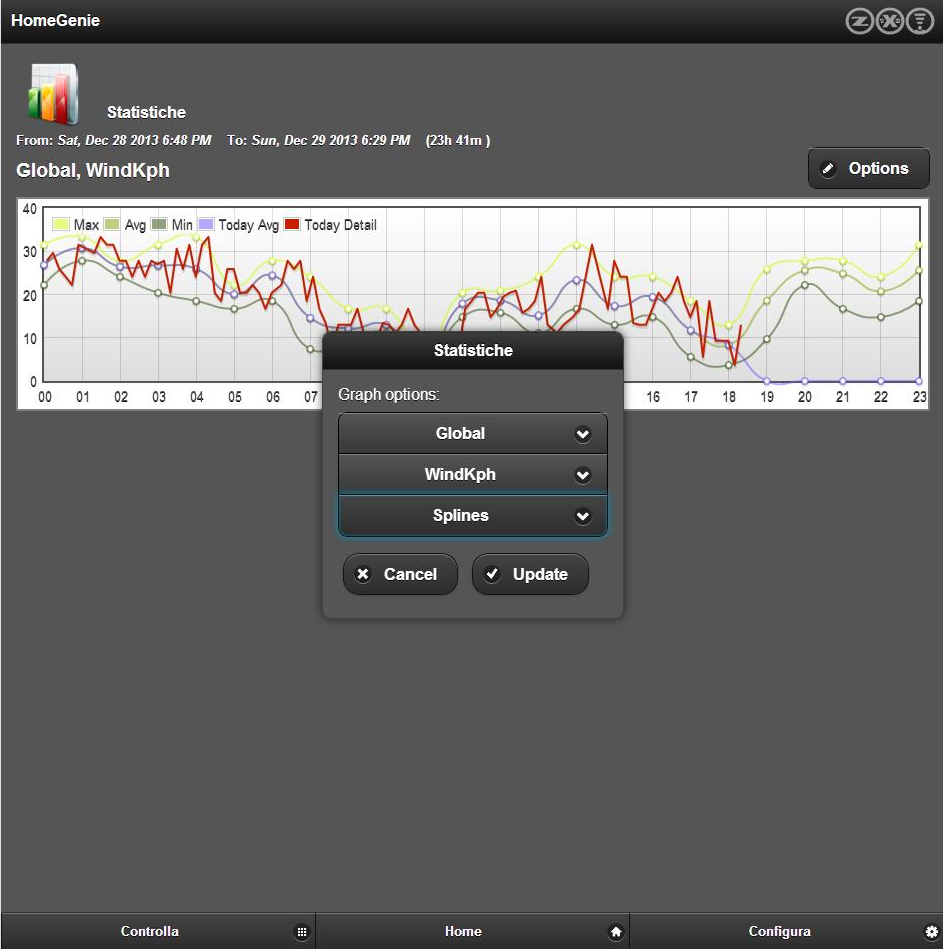 HomeGenie
Statistiche
From: Sat, Dec 28 2013 6:48 PM To: Sun, Dec 29 2013 6:29 PM (23h 41m )
Global, WindKph
Options
Max Avg Min Today Avg Today Detail
40
30
20
10
0
00 01 02 03 04 05 06 07 16 17 18 19 20 21 22 23
Statistiche
Graph options:
Global
WindKph
Splines
Cancel Update
Controlla Home Configura